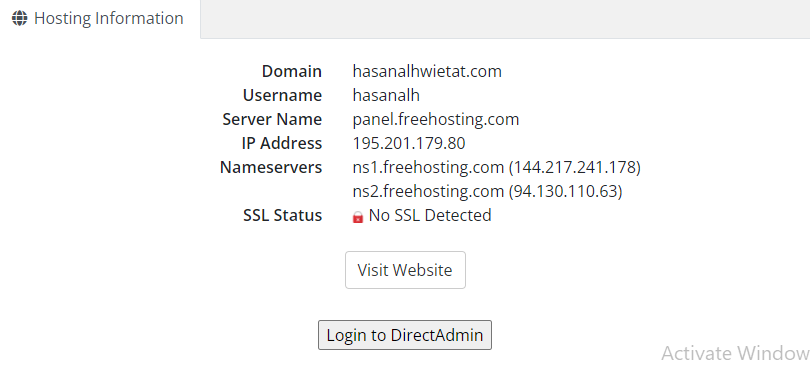 Hosting Information
Domain hasanalhwietat.com
Username hasanalh
Server Name panel.freehosting.com
IP Address 195.201.179.80
Nameservers ns1.freehosting.com (144.217.241.178)
ns2.freehosting.com (94.130.110.63)
SSL Status No SSL Detected
Visit Website
Login to DirectAdmin
Activate Window